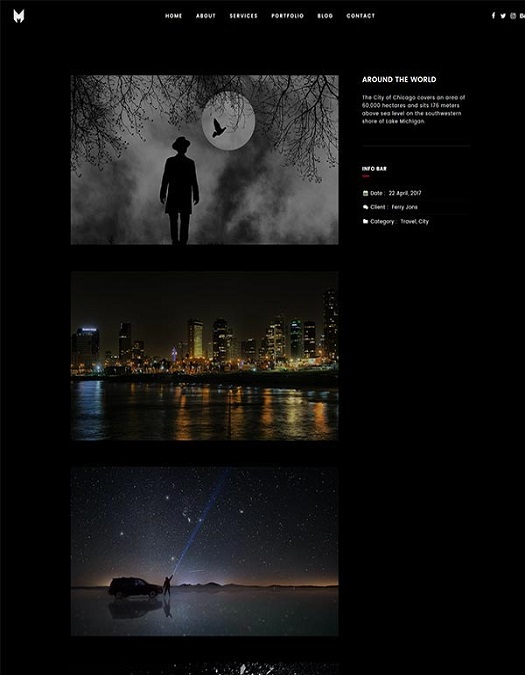 HOME ABOUT SERVICES PORTFOLIO BLOG CONTACT
AROUND THE WORLD
The City of Chicago covers an area of
60,000 hectares and sits 176 meters
above sea level on the southwestern
shore of Lake Michigan.
INFO BAR
Date : 22 April, 2017
Client : Ferry Jons
Category : Travel, City